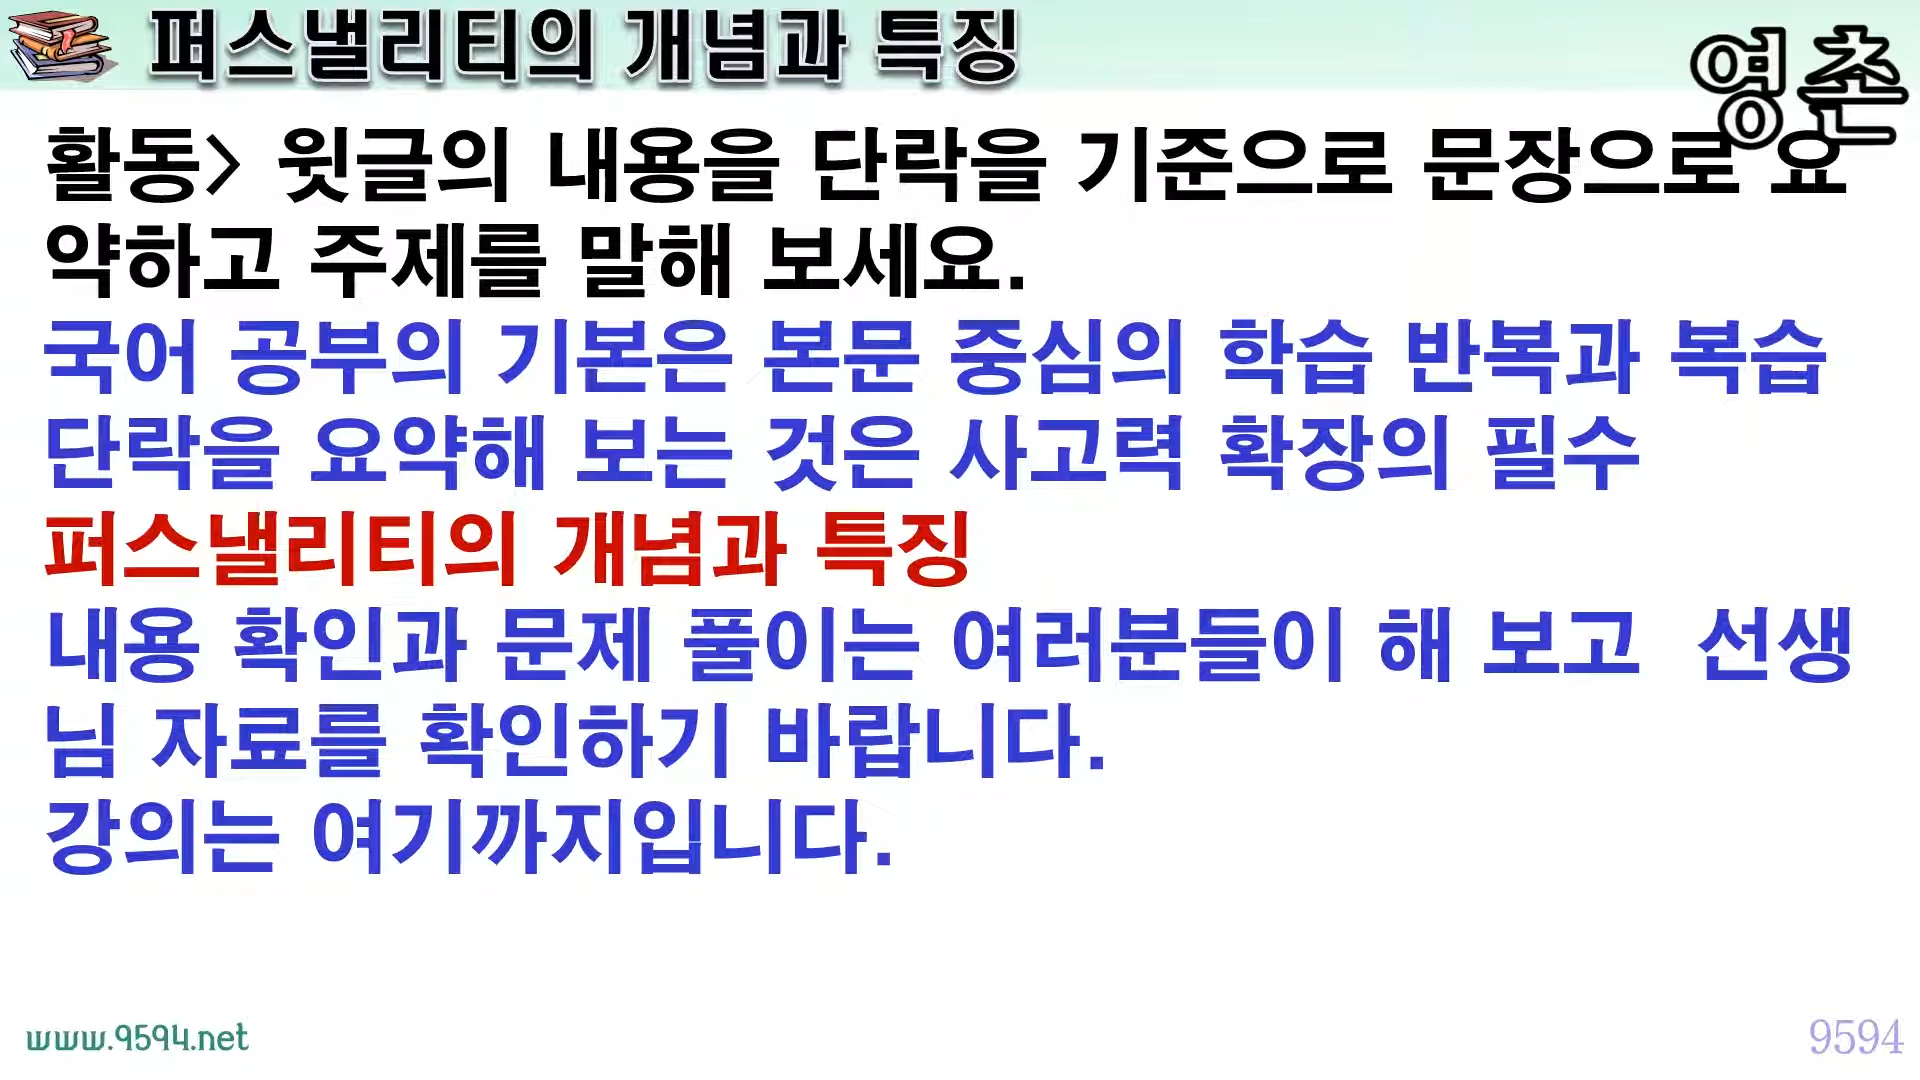 퍼스낼리티의 개념과 특징
영촌
활동> 윗글의 내용을 단락을 기준으로 문장으로 요
약하고 주제를 말해 보세요.
국어 공부의 기본은 본문 중심의 학습 반복과 복습
단락을 요약해 보는 것은 사고력 확장의 필수
퍼스낼리티의 개념과 특징
내용 확인과 문제 풀이는 여러분들이 해 보고 선생
님 자료를 확인하기 바랍니다.
강의는 여기까지입니다.
www.9594.net
9594